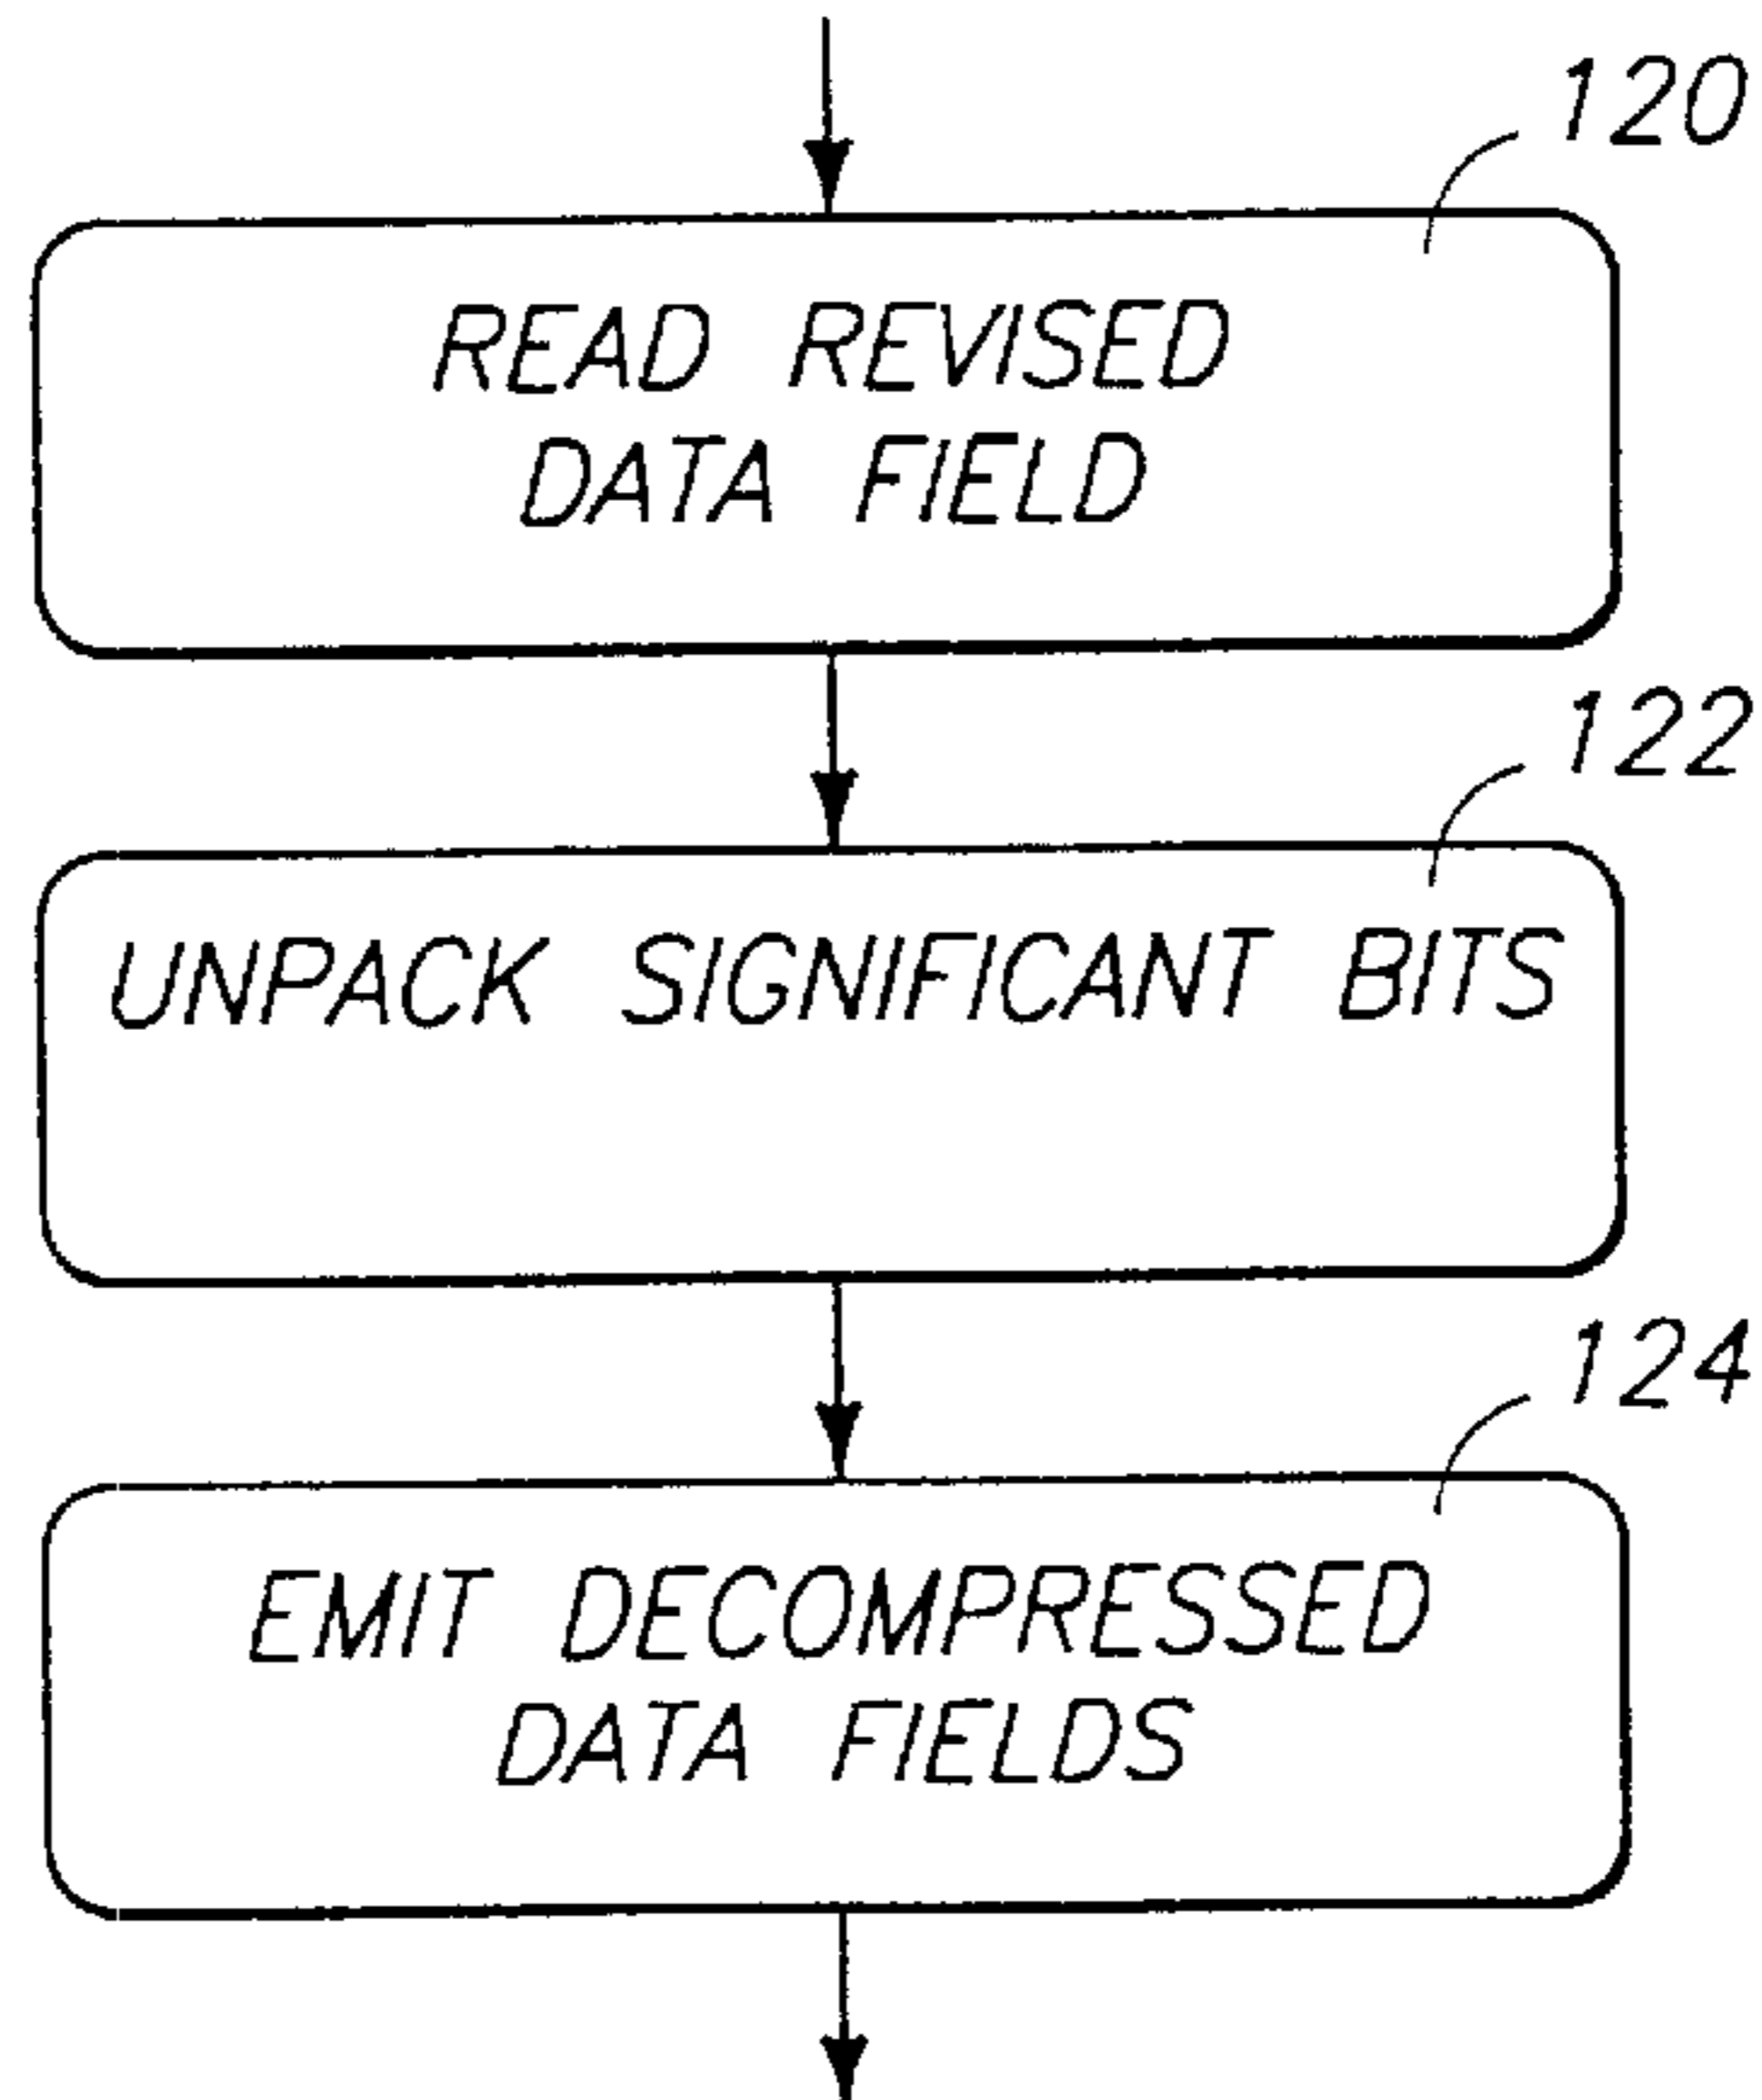 120
READ REVISED
DATA FIELD
122
UNPACK SIGNIFICANT BITS
124
EMIT DECOMPRESSED
DATA FIELDS